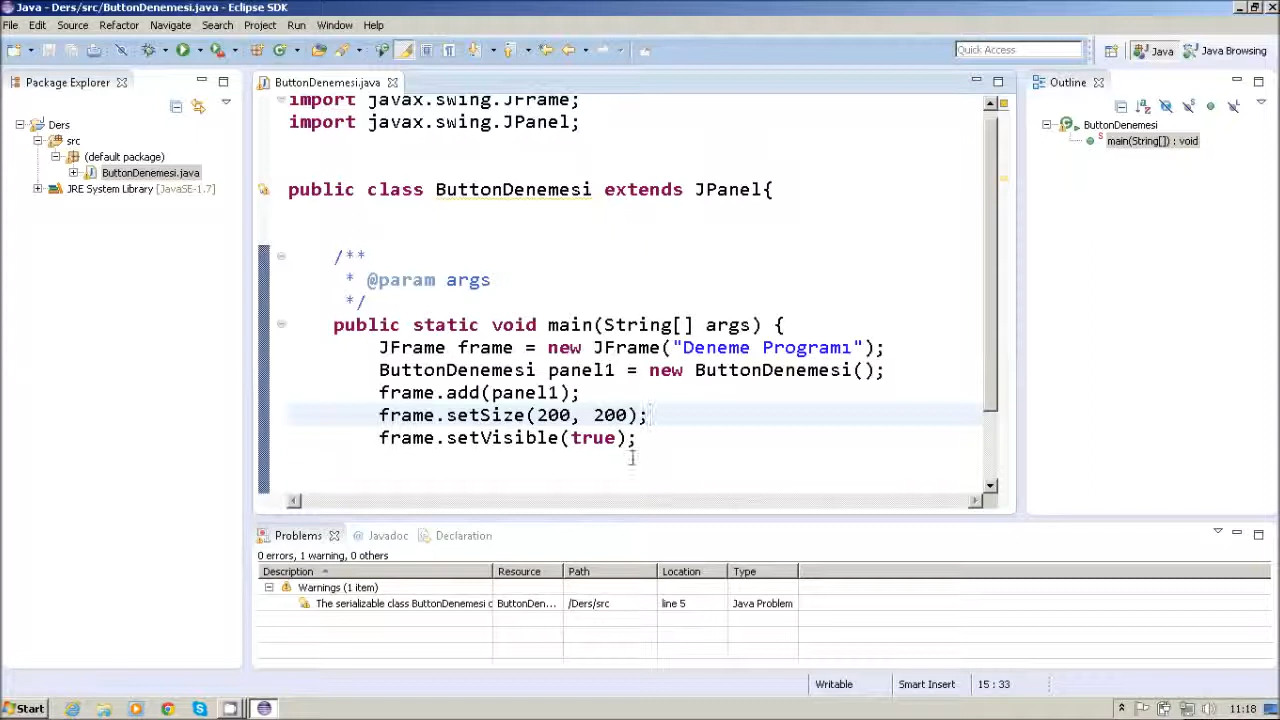 Java - Ders/src/ButtonDenemesi.java - Eclipse SDK
File Edit Source Refactor Navigate Search Project Run Window Help
Quick Access
Java
Java Browsing
Package Explorer
ButtonDenemesi.java
Outline
Ders
src
(default package)
ButtonDenemesi.java
JRE System Library [JavaSE-1.7]
import javax.swing.JFrame;
import javax.swing.JPanel;
public class ButtonDenemesi extends JPanel{
/**
* @param args
*/
public static void main(String[] args) {
JFrame frame = new JFrame("Deneme Programı");
ButtonDenemesi panel1 = new ButtonDenemesi();
frame.add(panel1);
frame.setSize(200, 200);
frame.setVisible(true);
ButtonDenemesi
main(String[]) : void
Problems @ Javadoc Declaration
0 errors, 1 warning, 0 others
Description Resource Path Location Type
Warnings (1 item)
The serializable class ButtonDenemesi c ButtonDen... /Ders/src line 5 Java Problem
Writable Smart Insert 15 : 33
Start
11:18